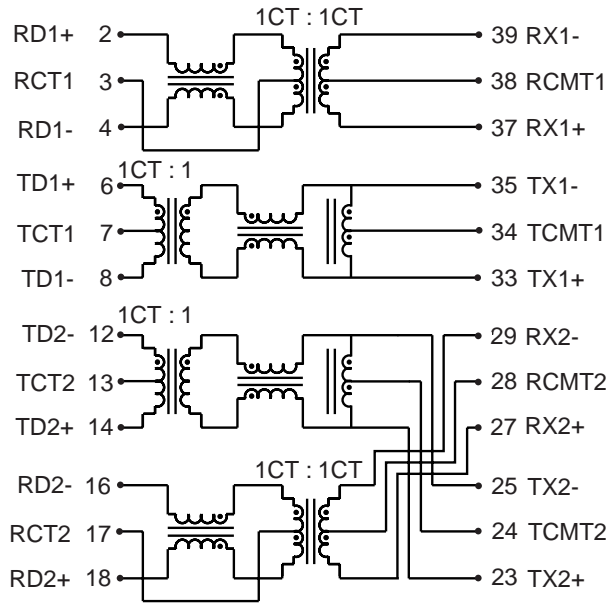 1CT : 1CT
RD1+ 2 39 RX1-
RCT1 3 38 RCMT1
RD1- 4 37 RX1+
1CT : 1
TD1+ 6 35 TX1-
TCT1 7 34 TCMT1
TD1- 8 33 TX1+
1CT : 1
TD2- 12 29 RX2-
TCT2 13 28 RCMT2
TD2+ 14 27 RX2+
1CT : 1CT
RD2- 16 25 TX2-
RCT2 17 24 TCMT2
RD2+ 18 23 TX2+